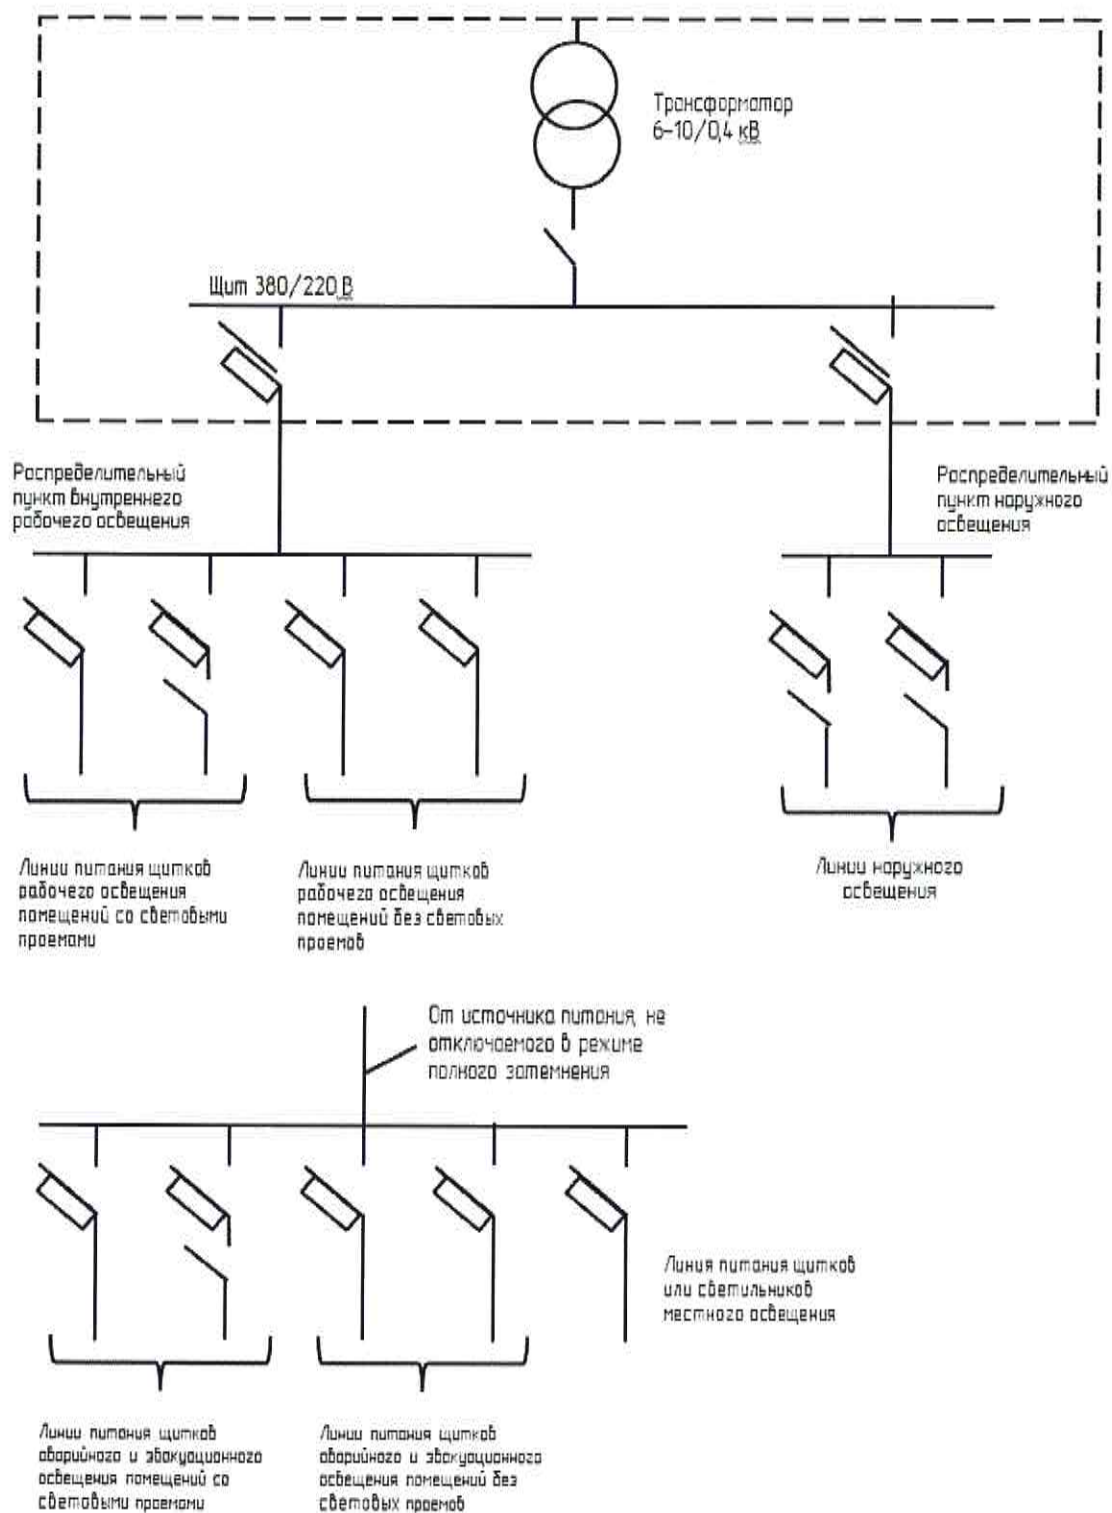 Трансформатор
6-10/0,4 кВ
Щит 380/220 В
Распределительный
пункт внутреннего
рабочего освещения
Распределительный
пункт наружного
освещения
Линии питания щитков
рабочего освещения
помещений со световыми
проемами
Линии питания щитков
рабочего освещения
помещений без световых
проемов
Линии наружного
освещения
От источника питания, не
отключаемого в режиме
полного затемнения
Линия питания щитков
или светильников
местного освещения
Линии питания щитков
аварийного и эвакуационного
освещения помещений со
световыми проемами
Линии питания щитков
аварийного и эвакуационного
освещения помещений без
световых проемов